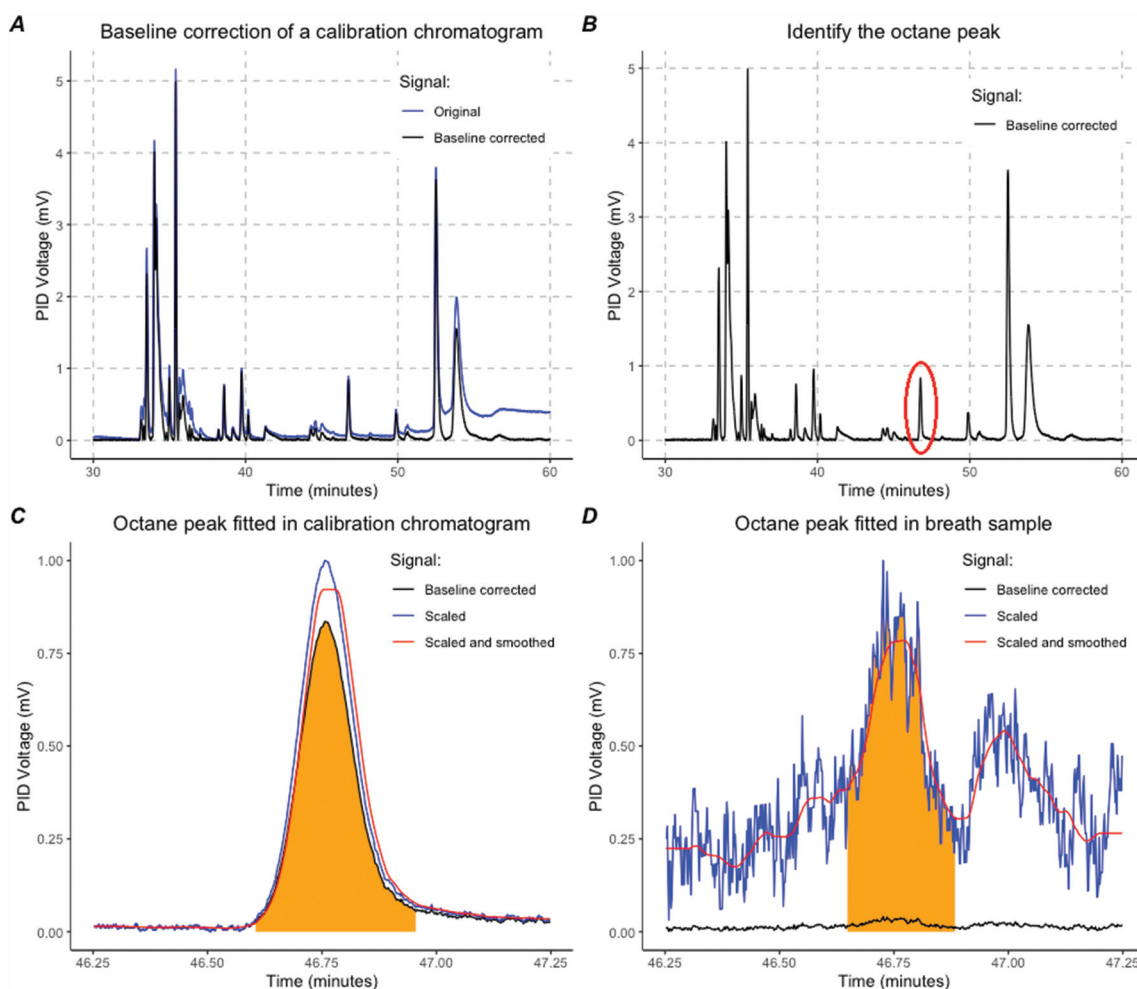 A
Baseline correction of a calibration chromatogram
Signal:
Original
Baseline corrected
PID Voltage (mV)
5
4
3
2
1
0
30
40
50
60
Time (minutes)
B
Identify the octane peak
Signal:
Baseline corrected
PID Voltage (mV)
5
4
3
2
1
0
30
40
50
60
Time (minutes)
C
Octane peak fitted in calibration chromatogram
Signal:
Baseline corrected
Scaled
Scaled and smoothed
PID Voltage (mV)
1.00
0.75
0.50
0.25
0.00
46.25
46.50
46.75
47.00
47.25
Time (minutes)
D
Octane peak fitted in breath sample
Signal:
Baseline corrected
Scaled
Scaled and smoothed
PID Voltage (mV)
1.00
0.75
0.50
0.25
0.00
46.25
46.50
46.75
47.00
47.25
Time (minutes)